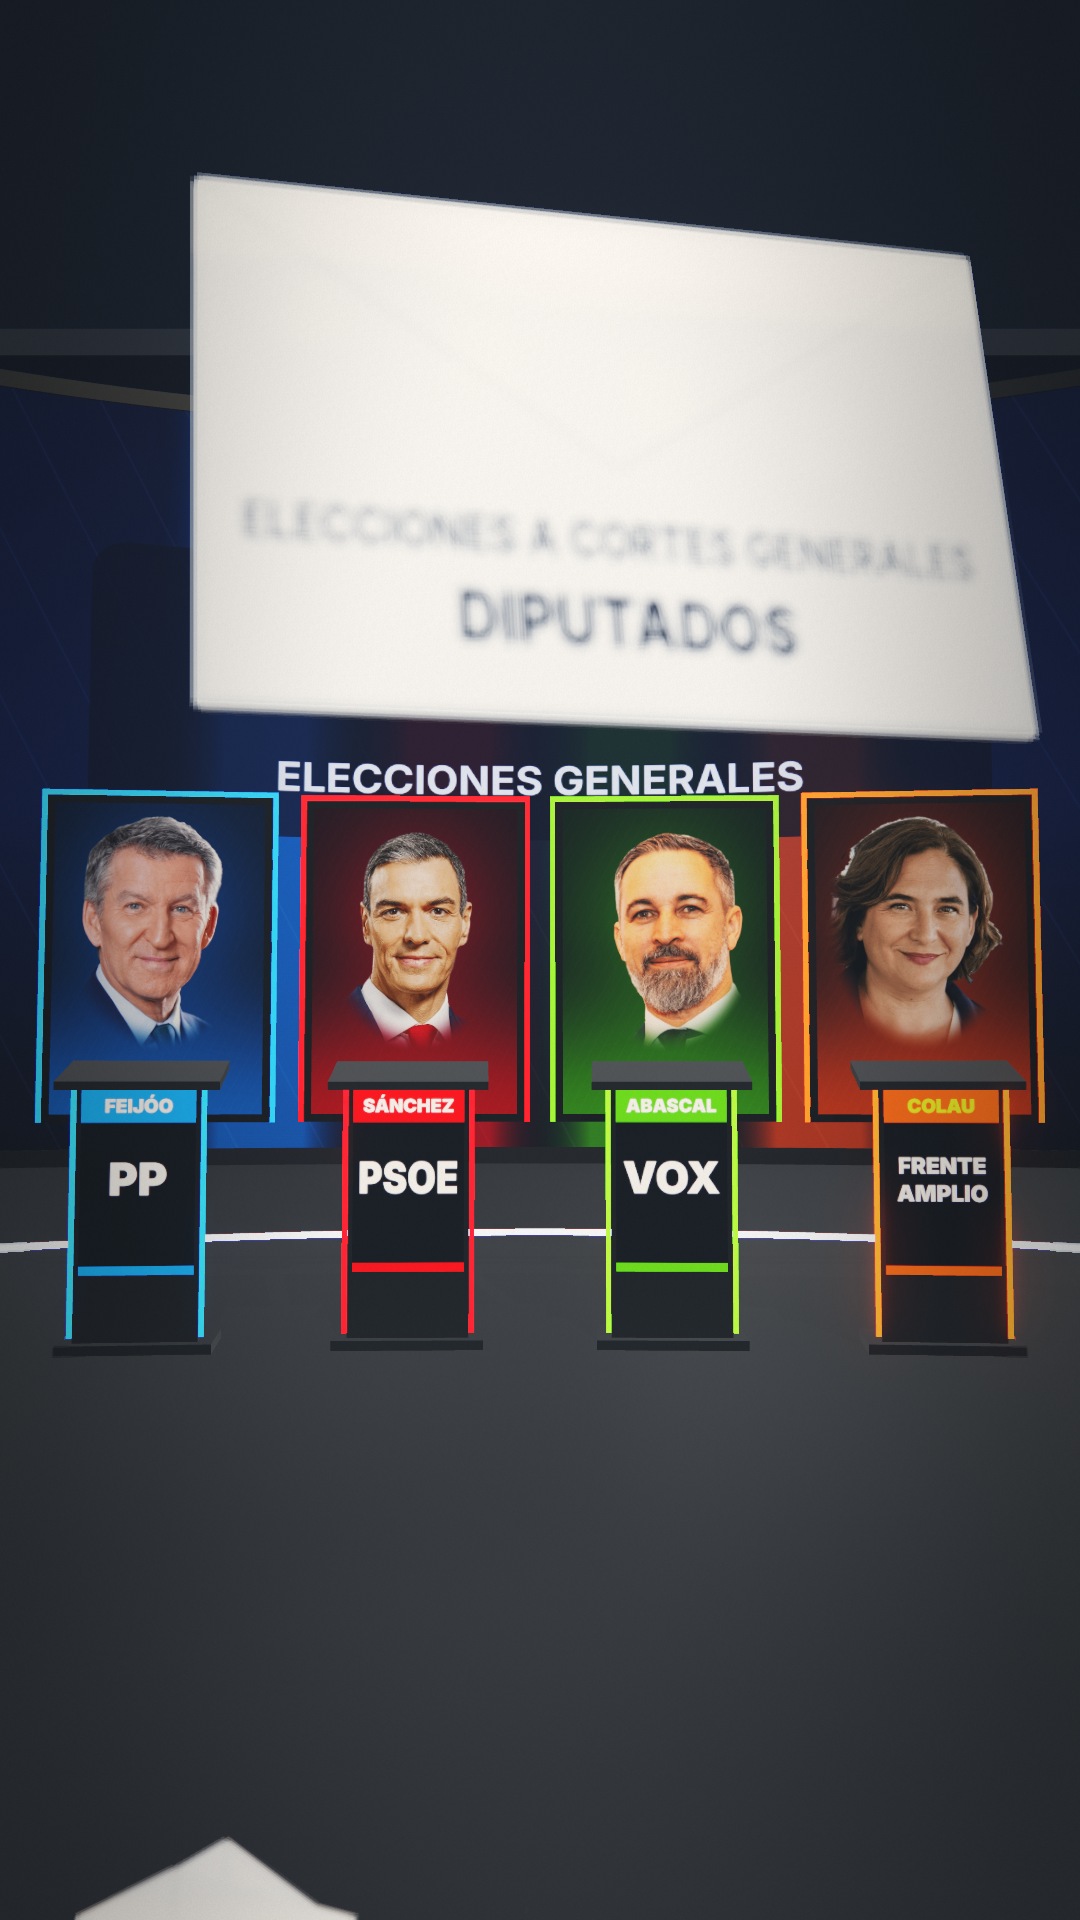 ELECCIONES A CORTES GENERALES
DIPUTADOS
ELECCIONES GENERALES
FEIJÓO
SÁNCHEZ
ABASCAL
COLAU
PP
PSOE
VOX
FRENTE
AMPLIO